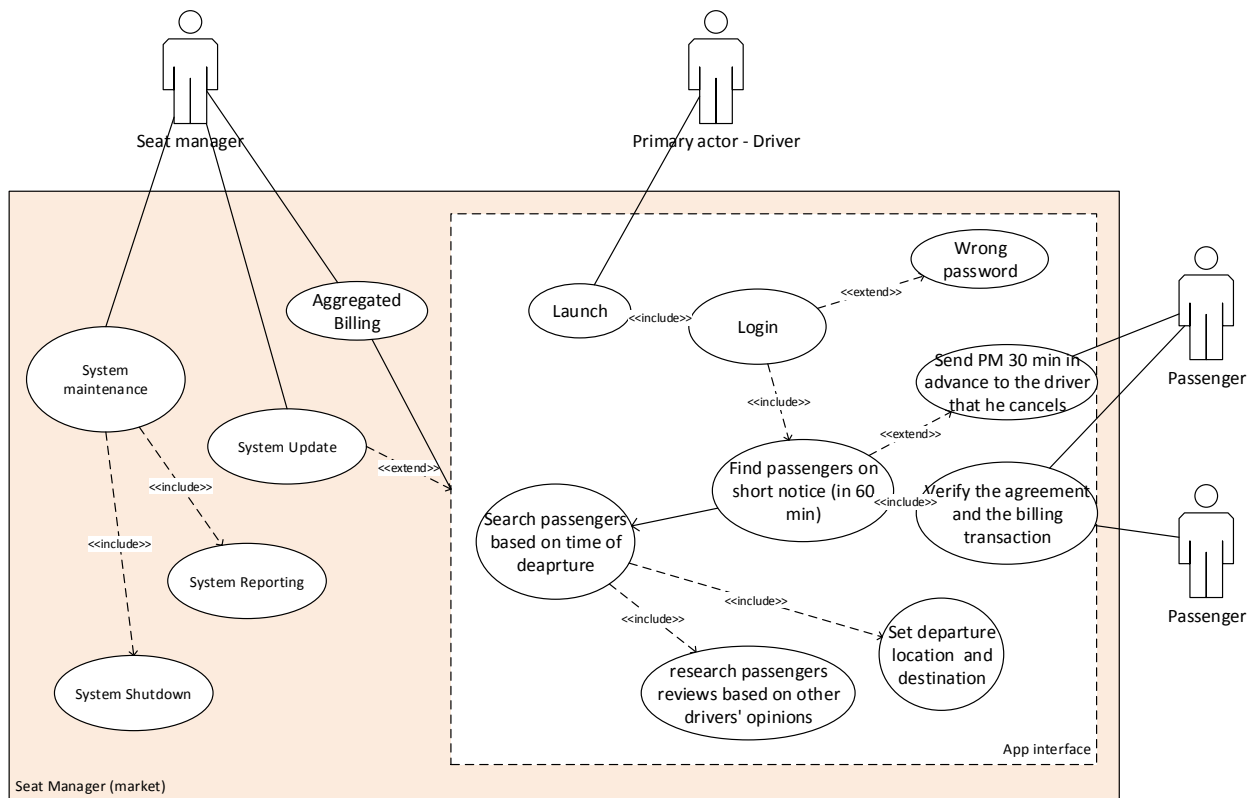 Seat manager
Primary actor - Driver
Wrong
password
<<extend>>
Launch
<<include>>
Login
Aggregated
Billing
Passenger
System
maintenance
Send PM 30 min in
advance to the driver
that he cancels
<<include>>
<<extend>>
System Update
<<extend>>
Find passengers on
short notice (in 60
min)
<<include>>
Verify the agreement
and the billing
transaction
<<include>>
Search passengers
based on time of
deaprture
<<include>>
System Reporting
<<include>>
<<include>>
Passenger
Set departure
location and
destination
System Shutdown
research passengers
reviews based on other
drivers' opinions
App interface
Seat Manager (market)